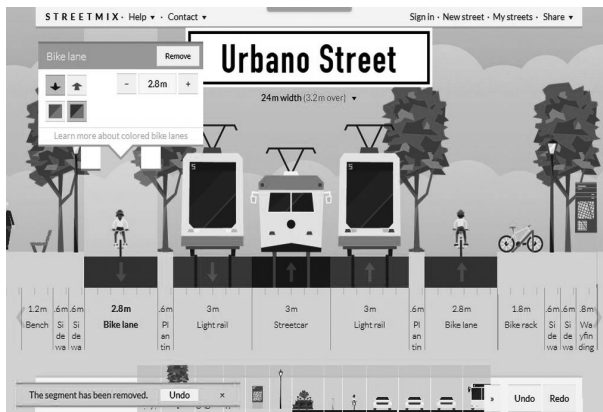 STREETMIX · Help ▾ · Contact ▾
Sign in · New street · My streets · Share ▾
Bike lane
Remove
Urbano Street
− 2.8m +
24m width (3.2m over) ▾
Learn more about colored bike lanes
5
5
1.2m .6m .6m 2.8m .6m 3m 3m 3m .6m 2.8m 1.8m .6m .6m .8m
Bench Si Si Bike lane Pl Light rail Streetcar Light rail Pl Bike lane Bike rack Si Si Wa
de de an an de de yfin
wa wa tin tin wa wa ding
The segment has been removed. Undo ×
Undo Redo